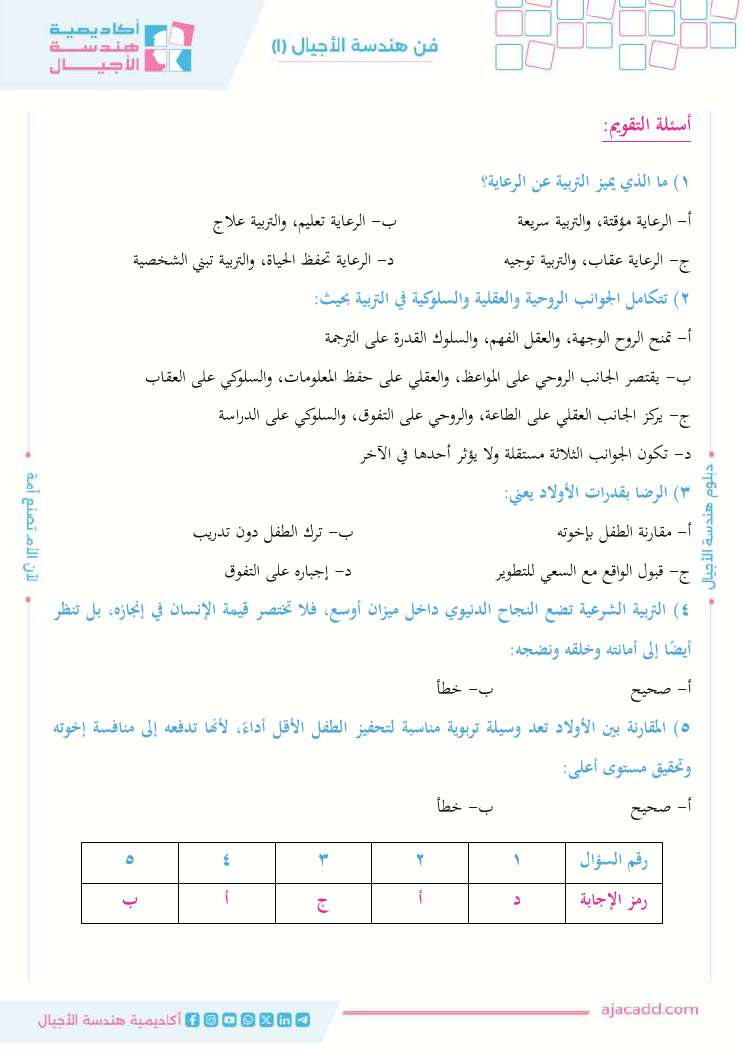 أكاديمية
هندسة
الأجيال
فن هندسة الأجيال (١)
أسئلة التقويم:
١) ما الذي يميز التربية عن الرعاية؟
أ- الرعاية مؤقتة، والتربية سريعة ب- الرعاية تعليم، والتربية علاج
ج- الرعاية عقاب، والتربية توجيه د- الرعاية تحفظ الحياة، والتربية تبني الشخصية
٢) تتكامل الجوانب الروحية والعقلية والسلوكية في التربية بحيث:
أ- تمنح الروح الوجهة، والعقل الفهم، والسلوك القدرة على الترجمة
ب- يقتصر الجانب الروحي على المواعظ، والعقلي على حفظ المعلومات، والسلوكي على العقاب
ج- يركز الجانب العقلي على الطاعة، والروحي على التفوق، والسلوكي على الدراسة
د- تكون الجوانب الثلاثة مستقلة ولا يؤثر أحدها في الآخر
٣) الرضا بقدرات الأولاد يعني:
أ- مقارنة الطفل بإخوته ب- ترك الطفل دون تدريب
ج- قبول الواقع مع السعي للتطوير د- إجباره على التفوق
٤) التربية الشرعية تضع النجاح الدنيوي داخل ميزان أوسع، فلا تختصر قيمة الإنسان في إنجازه، بل تنظر
أيضًا إلى أمانته وخلقه ونضجه:
أ- صحيح ب- خطأ
٥) المقارنة بين الأولاد تعد وسيلة تربوية مناسبة لتحفيز الطفل الأقل أداءً، لأنها تدفعه إلى منافسة إخوته
وتحقيق مستوى أعلى:
أ- صحيح ب- خطأ
رقم السؤال ١ ٢ ٣ ٤ ٥
رمز الإجابة د أ ج أ ب
دبلوم هندسة الأجيال
لأن الأم تصنع أمة
ajacadd.com
أكاديمية هندسة الأجيال